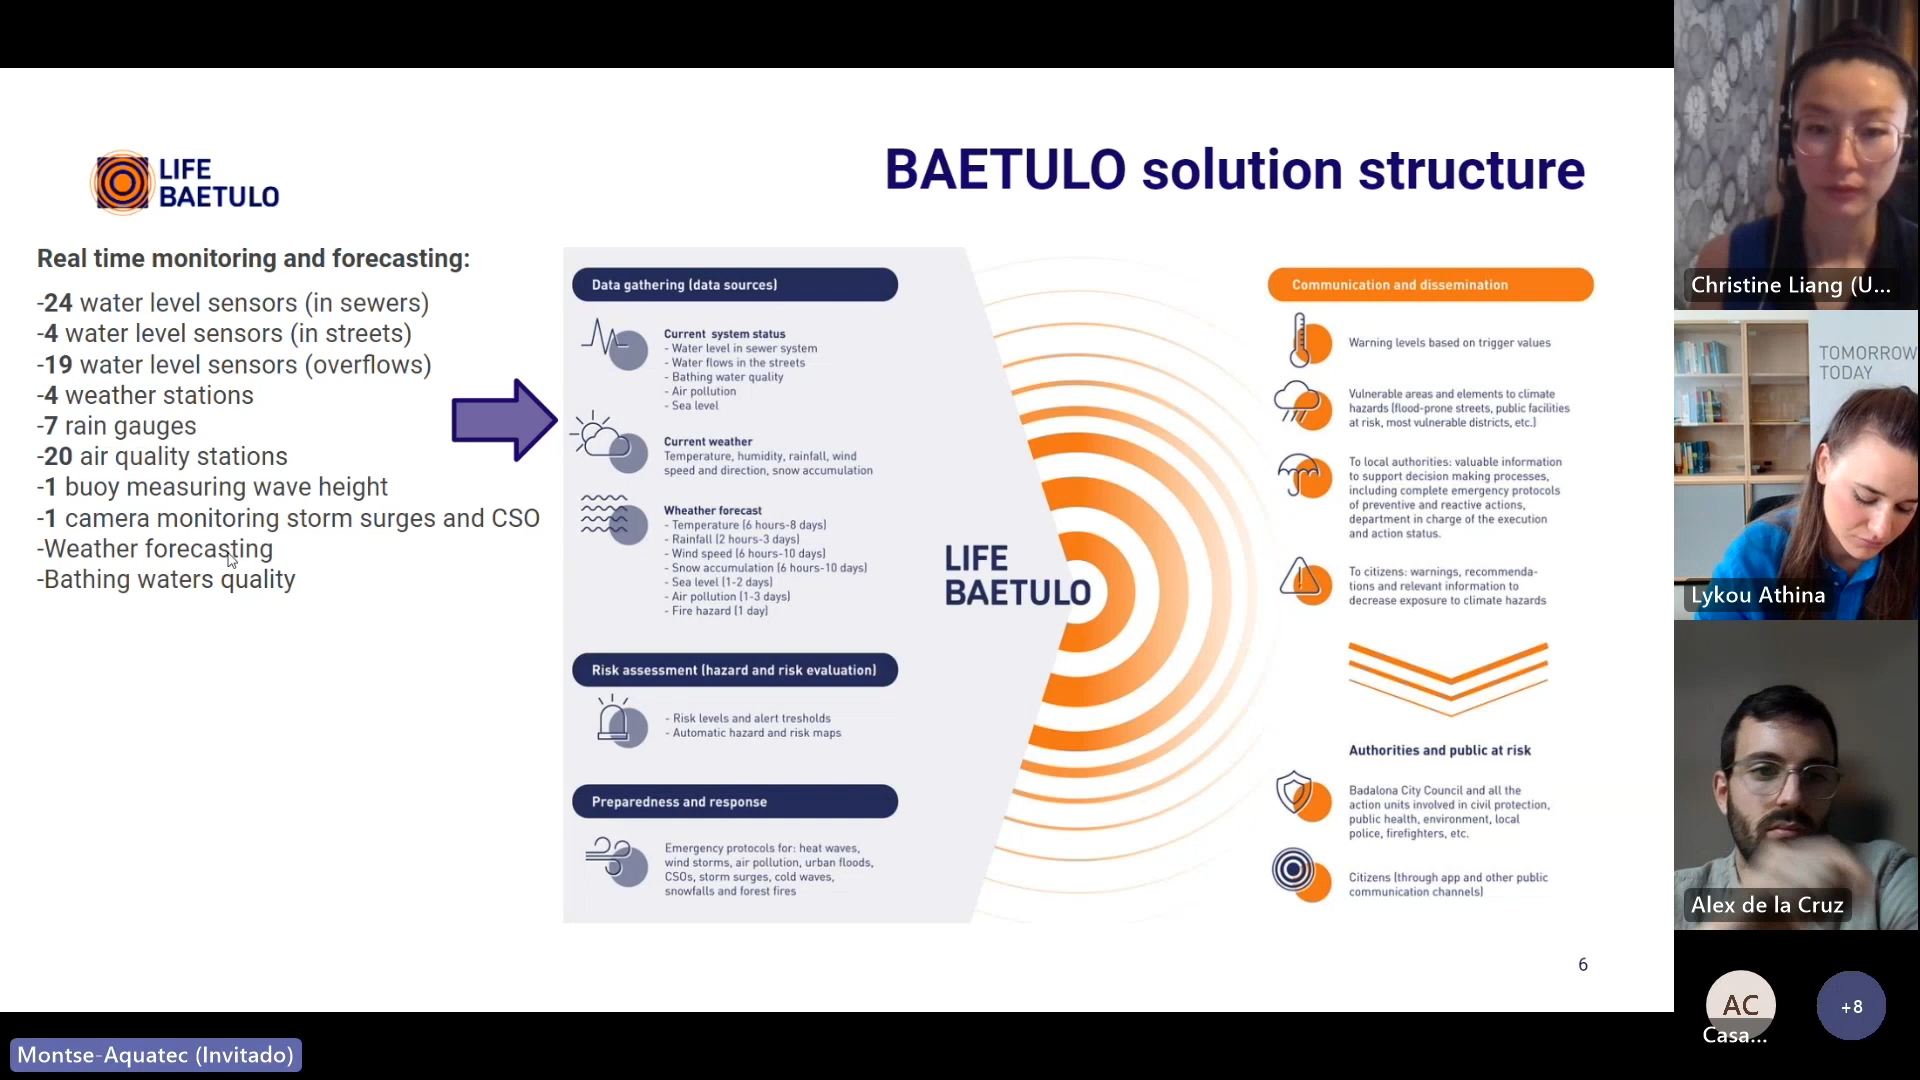 LIFE
BAETULO
BAETULO solution structure
Real time monitoring and forecasting:
-24 water level sensors (in sewers)
-4 water level sensors (in streets)
-19 water level sensors (overflows)
-4 weather stations
-7 rain gauges
-20 air quality stations
-1 buoy measuring wave height
-1 camera monitoring storm surges and CSO
-Weather forecasting
-Bathing waters quality
Data gathering (data sources)
Current system status
- Water level in sewer system
- Water flows in the streets
- Bathing water quality
- Air pollution
- Sea level
Current weather
Temperature, humidity, rainfall, wind
speed and direction, snow accumulation
Wheather forecast
- Temperature (6 hours-8 days)
- Rainfall (2 hours-3 days)
- Wind speed (6 hours-10 days)
- Snow accumulation (6 hours-10 days)
- Sea level (1-2 days)
- Air pollution (1-3 days)
- Fire hazard (1 day)
Risk assessment (hazard and risk evaluation)
- Risk levels and alert tresholds
- Automatic hazard and risk maps
Preparedness and response
Emergency protocols for: heat waves,
wind storms, air pollution, urban floods,
CSOs, storm surges, cold waves,
snowfalls and forest fires
LIFE
BAETULO
Communication and dissemination
Warning levels based on trigger values
Vulnerable areas and elements to climate
hazards (flood-prone streets, public facilities
at risk, most vulnerable districts, etc.)
To local authorities: valuable information
to support decision making processes,
including complete emergency protocols
of preventive and reactive actions,
department in charge of the execution
and action status.
To citizens: warnings, recommenda-
tions and relevant information to
decrease exposure to climate hazards
Authorities and public at risk
Badalona City Council and all the
action units involved in civil protection,
public health, environment, local
police, firefighters, etc.
Citizens (through app and other public
communication channels)
6
Christine Liang (U...
TOMORROW
TODAY
Lykou Athina
Alex de la Cruz
AC
Casa...
+8
Montse-Aquatec (Invitado)